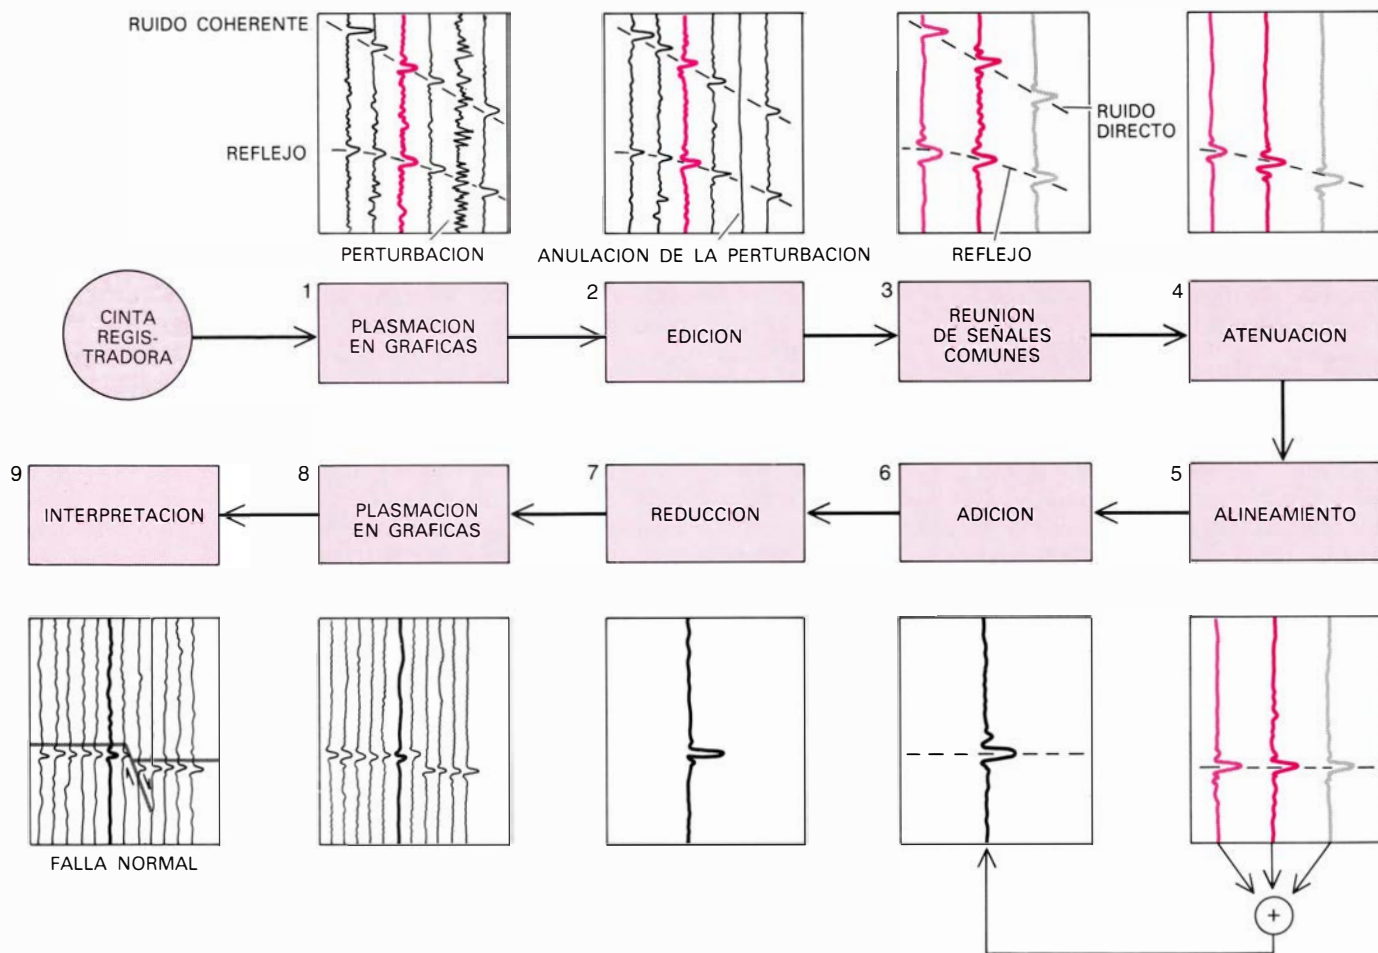 RUIDO COHERENTE
REFLEJO
PERTURBACION
ANULACION DE LA PERTURBACION
RUIDO
DIRECTO
REFLEJO
CINTA
REGIS-
TRADORA
1
PLASMACION
EN GRAFICAS
2
EDICION
3
REUNION
DE SEÑALES
COMUNES
4
ATENUACION
9
INTERPRETACION
8
PLASMACION
EN GRAFICAS
7
REDUCCION
6
ADICION
5
ALINEAMIENTO
FALLA NORMAL
+